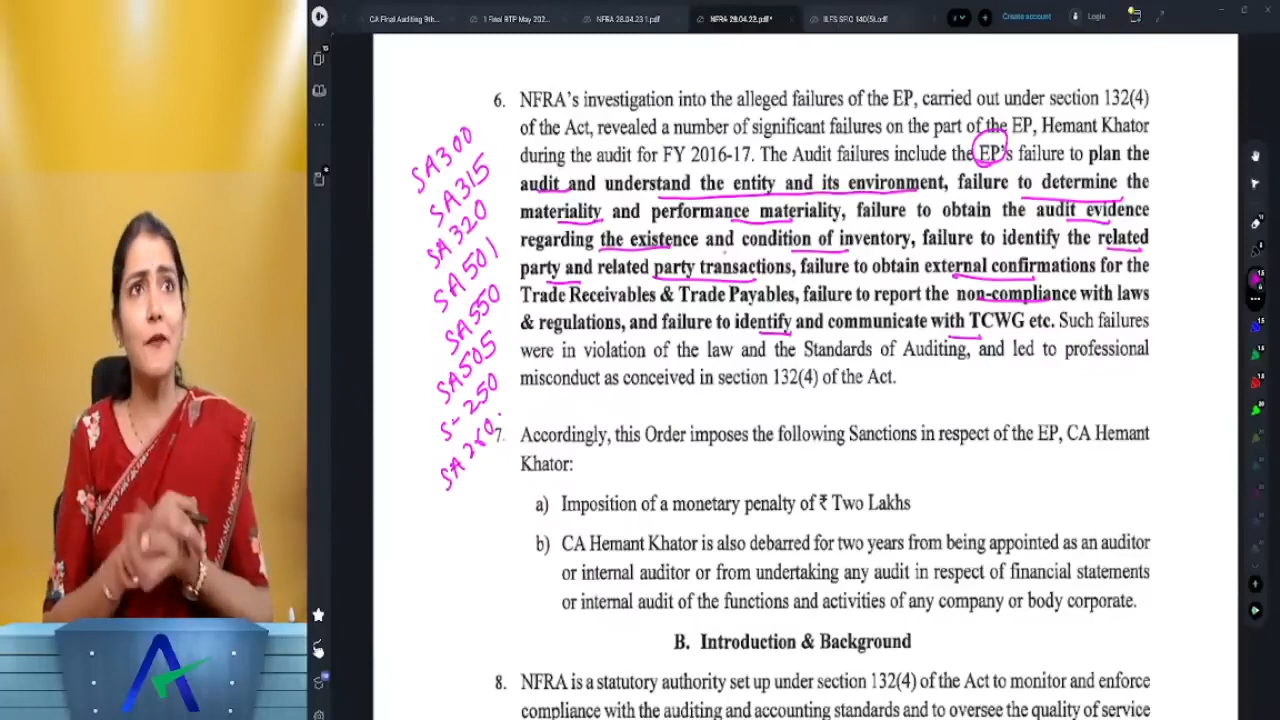 CA Final Auditing 9th...
1 Final RTP May 202...
NFRA 28.04.23 1.pdf
NFRA 28.04.23.pdf*
ILFS SFIO 140(5).pdf
Create account
Login
6. NFRA's investigation into the alleged failures of the EP, carried out under section 132(4)
of the Act, revealed a number of significant failures on the part of the EP, Hemant Khator
during the audit for FY 2016-17. The Audit failures include the EP's failure to plan the
audit and understand the entity and its environment, failure to determine the
materiality and performance materiality, failure to obtain the audit evidence
regarding the existence and condition of inventory, failure to identify the related
party and related party transactions, failure to obtain external confirmations for the
Trade Receivables & Trade Payables, failure to report the non-compliance with laws
& regulations, and failure to identify and communicate with TCWG etc. Such failures
were in violation of the law and the Standards of Auditing, and led to professional
misconduct as conceived in section 132(4) of the Act.
SA300
SA315
SA 320
SA 501
SA 550
SA505
S- 250
SA 260.
7. Accordingly, this Order imposes the following Sanctions in respect of the EP, CA Hemant
Khator:
a) Imposition of a monetary penalty of ₹ Two Lakhs
b) CA Hemant Khator is also debarred for two years from being appointed as an auditor
or internal auditor or from undertaking any audit in respect of financial statements
or internal audit of the functions and activities of any company or body corporate.
B. Introduction & Background
8. NFRA is a statutory authority set up under section 132(4) of the Act to monitor and enforce
compliance with the auditing and accounting standards and to oversee the quality of service